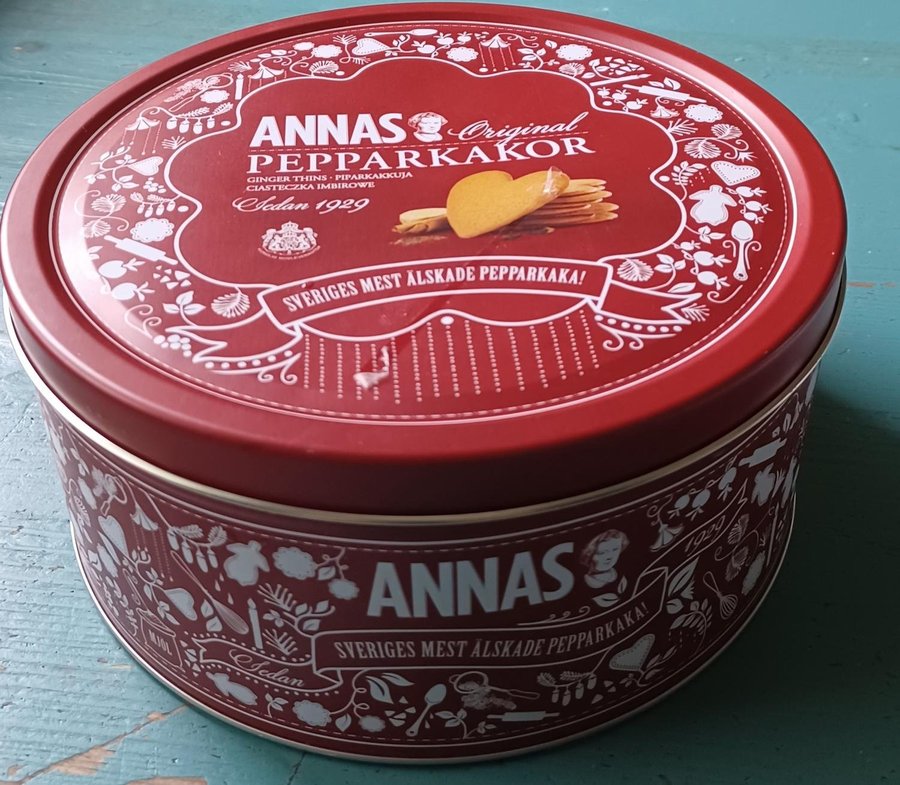 ANNAS Original
PEPPARKAKOR
GINGER THINS · PIPARKAKKUJA
CIASTECZKA IMBIROWE
Sedan 1929
SVERIGES MEST ÄLSKADE PEPPARKAKA!
ANNAS
1929
SVERIGES MEST ÄLSKADE PEPPARKAKA!
MJÖL
Sedan